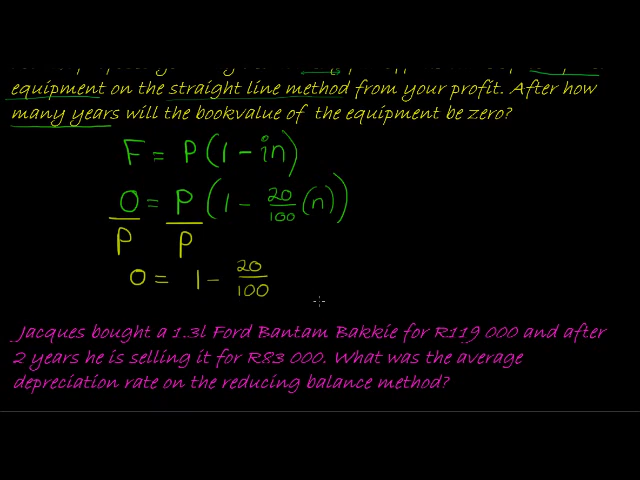 equipment on the straight line method from your profit. After how
many years will the bookvalue of the equipment be zero?
F = P(1 - in)
0 = P(1 - 20/100 (n))
P P
0 = 1 - 20/100
Jacques bought a 1.3l Ford Bantam Bakkie for R119 000 and after
2 years he is selling it for R83 000. What was the average
depreciation rate on the reducing balance method?